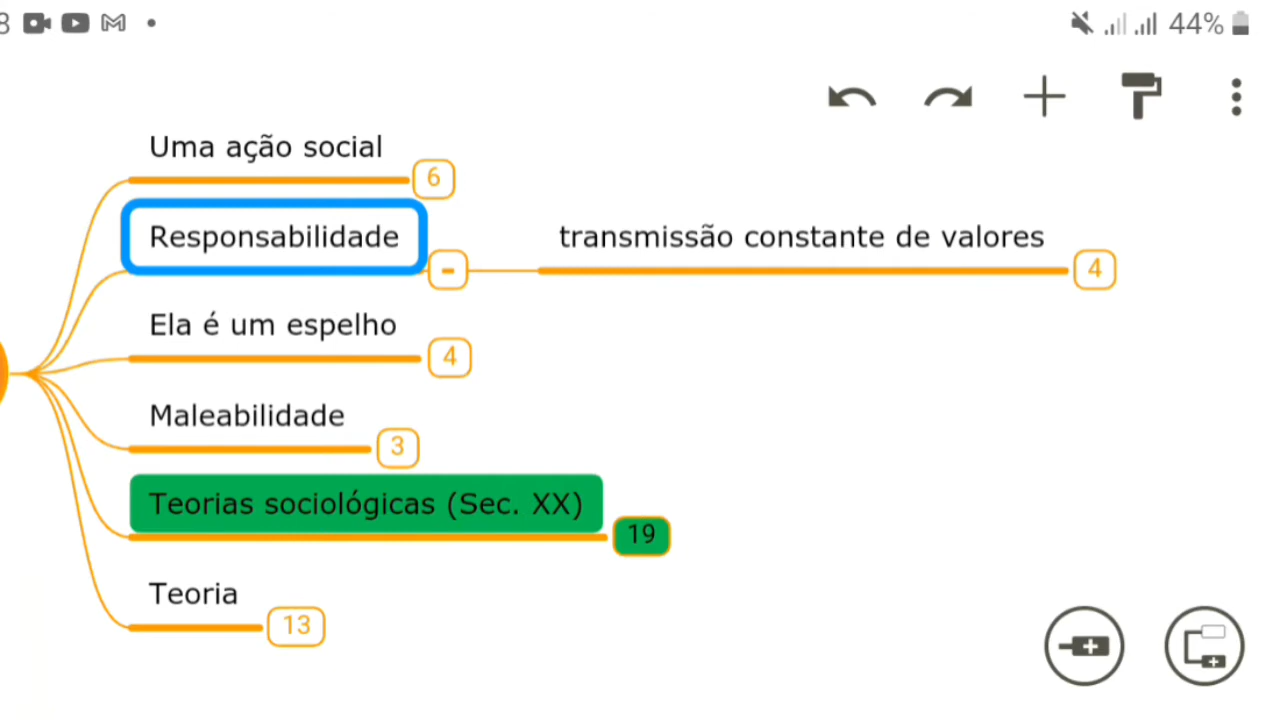 8
44%
Uma ação social
6
Responsabilidade
transmissão constante de valores
4
Ela é um espelho
4
Maleabilidade
3
Teorias sociológicas (Sec. XX)
19
Teoria
13